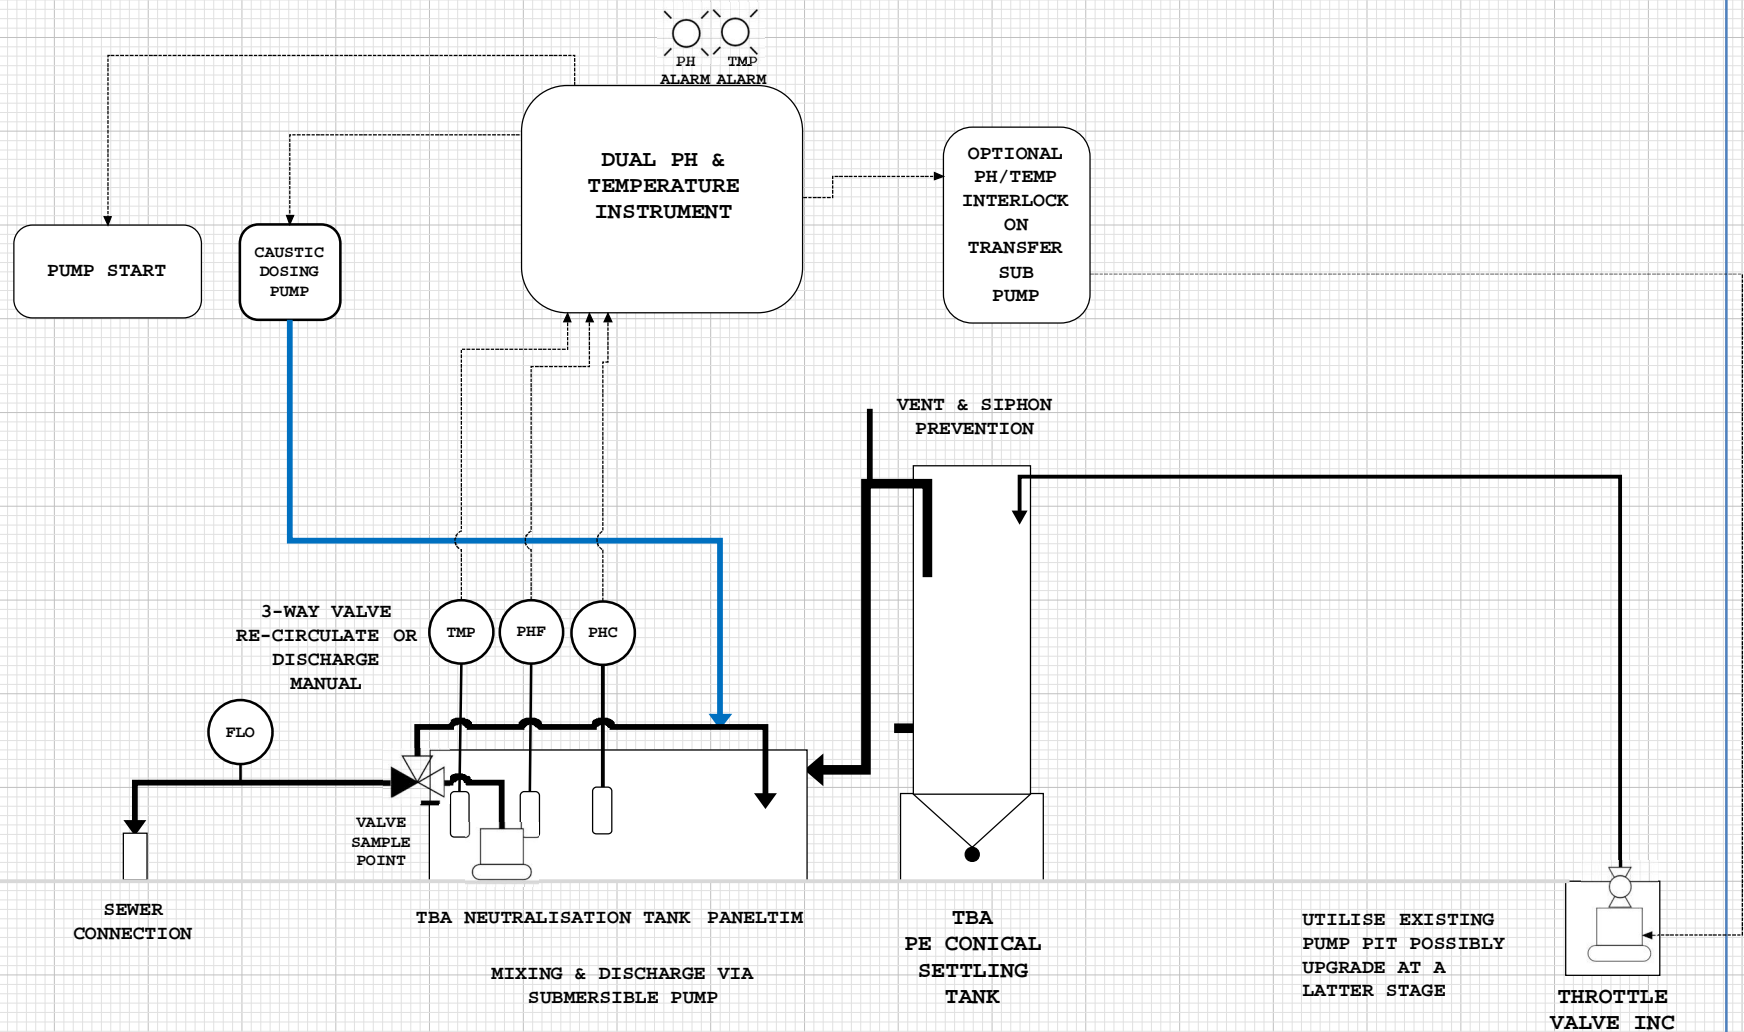 PH TMP
ALARM ALARM
DUAL PH &
TEMPERATURE
INSTRUMENT
OPTIONAL
PH/TEMP
INTERLOCK
ON
TRANSFER
SUB
PUMP
PUMP START
CAUSTIC
DOSING
PUMP
VENT & SIPHON
PREVENTION
3-WAY VALVE
RE-CIRCULATE OR
DISCHARGE
MANUAL
TMP
PHF
PHC
FLO
VALVE
SAMPLE
POINT
SEWER
CONNECTION
TBA NEUTRALISATION TANK PANELTIM
MIXING & DISCHARGE VIA
SUBMERSIBLE PUMP
TBA
PE CONICAL
SETTLING
TANK
UTILISE EXISTING
PUMP PIT POSSIBLY
UPGRADE AT A
LATTER STAGE
THROTTLE
VALVE INC